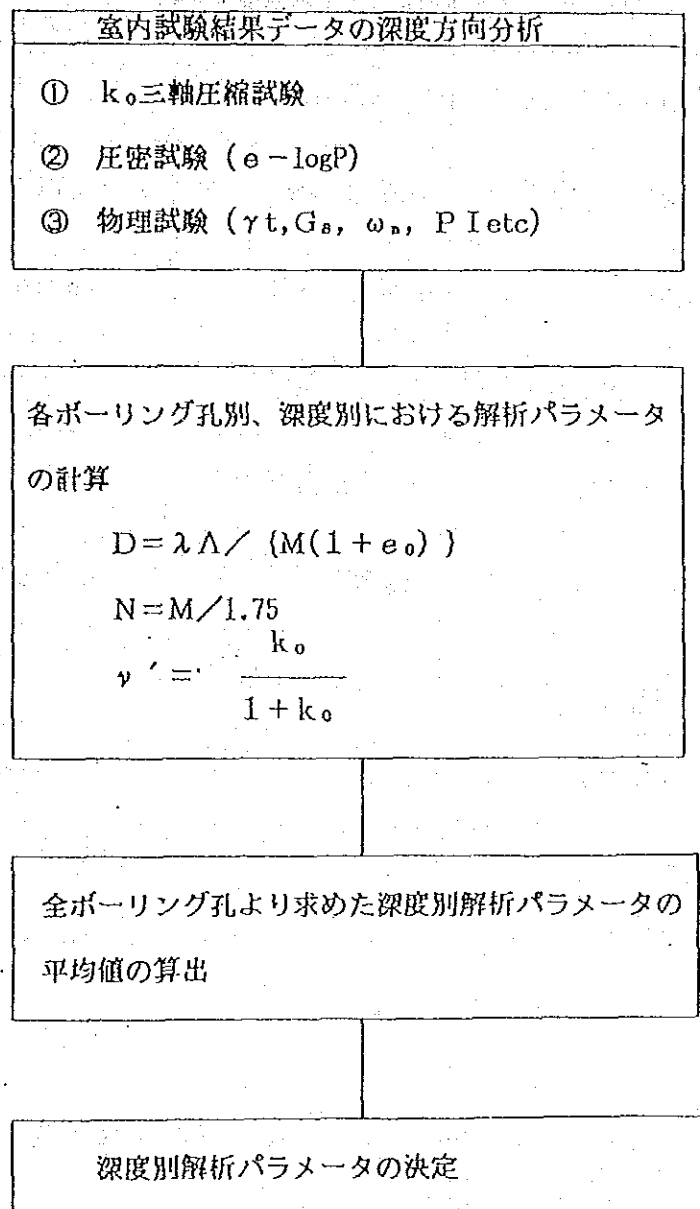 室内試験結果データの深度方向分析
① k₀三軸圧縮試験
② 圧密試験 (e-logP)
③ 物理試験 (γt, Gs, ωn, PIetc)
各ボーリング孔別、深度別における解析パラメータ
の計算
D=λΛ/{M(1+e₀)}
N=M/1.75
ν′= k₀
1+k₀
全ボーリング孔より求めた深度別解析パラメータの
平均値の算出
深度別解析パラメータの決定